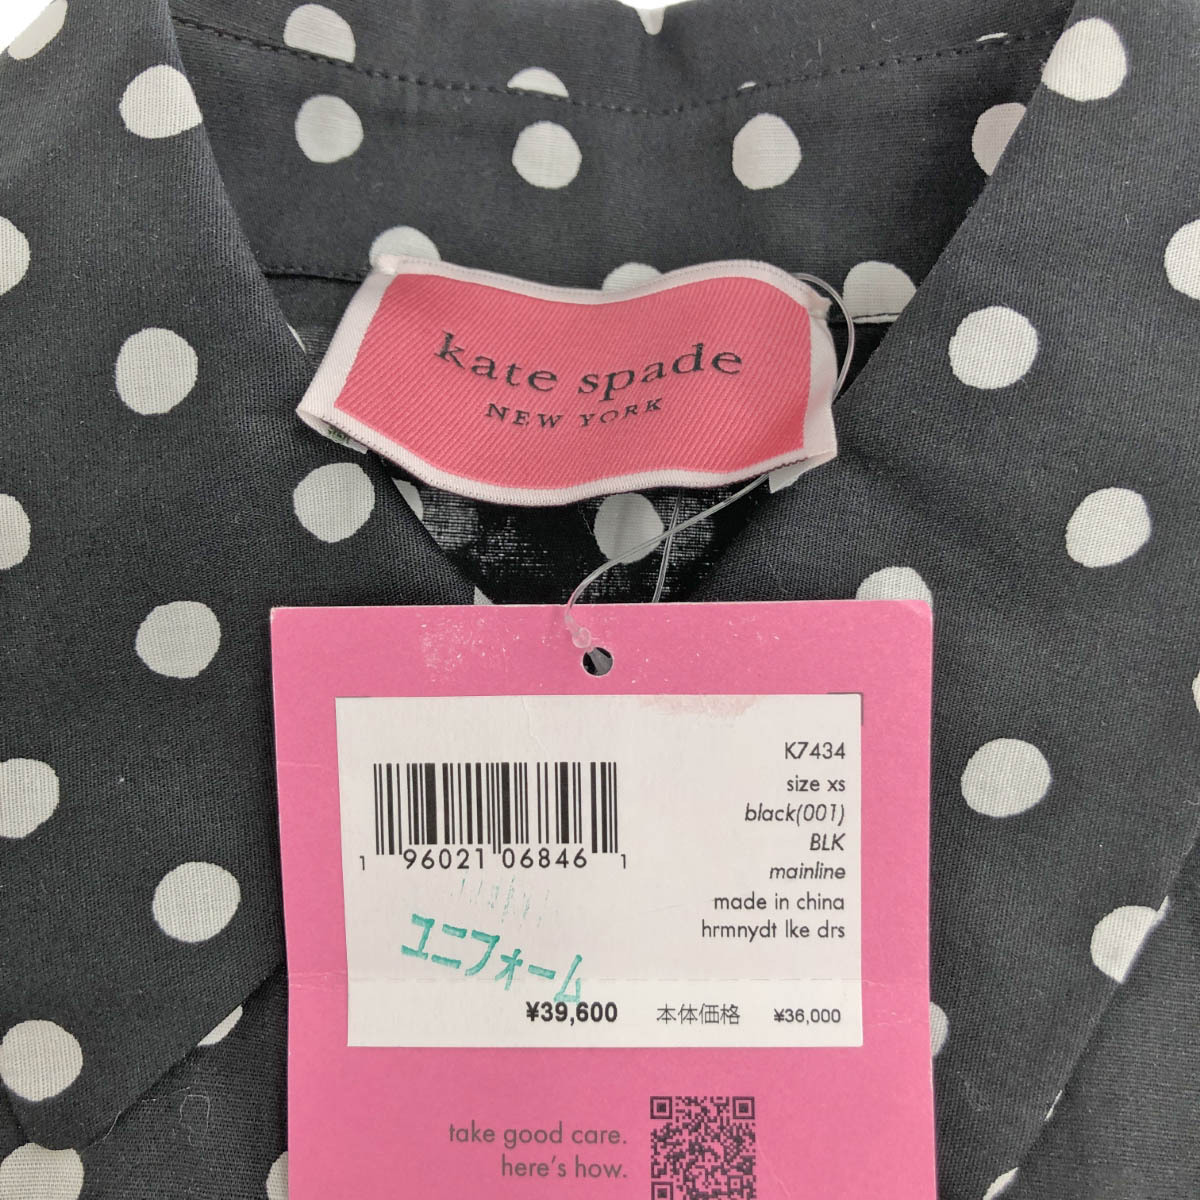 kate spade
NEW YORK
K7434
size xs
black(001)
BLK
mainline
made in china
hrmnydt lke drs
1 96021 06846 1
ユニフォーム
¥39,600 本体価格 ¥36,000
take good care.
here's how.